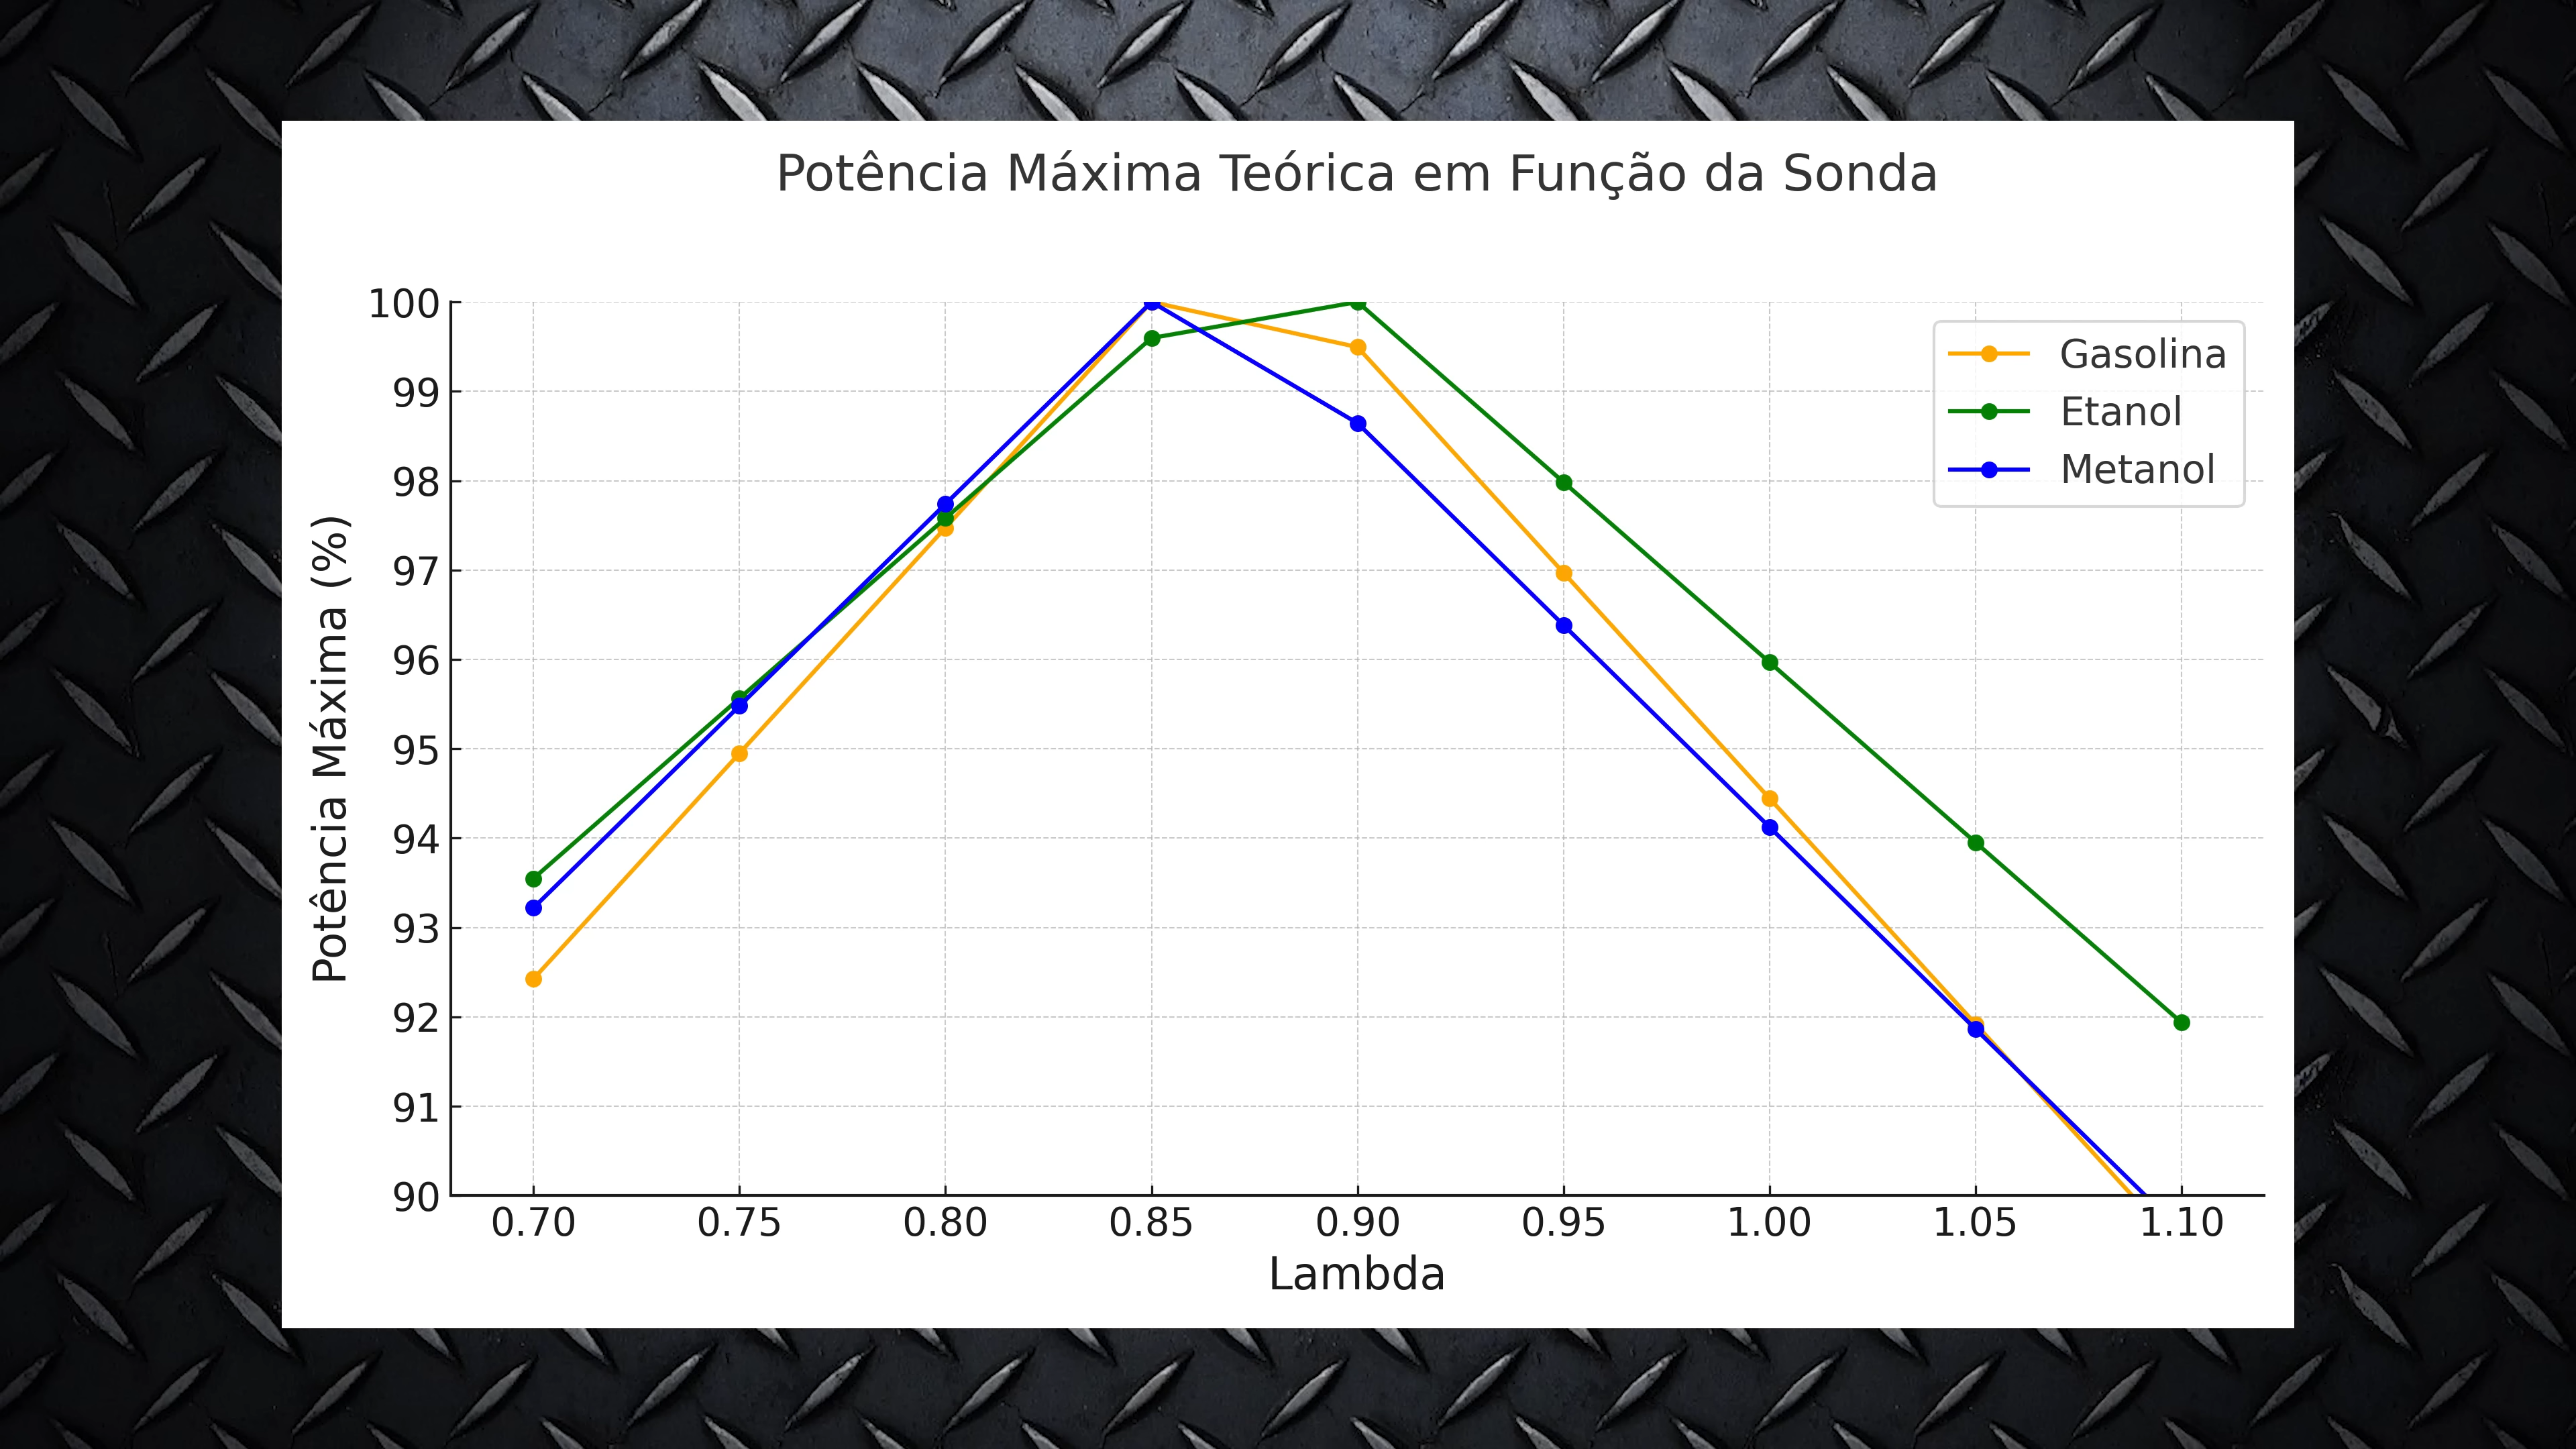 Potência Máxima Teórica em Função da Sonda
100
99
98
97
96
95
94
93
92
91
90
Potência Máxima (%)
Gasolina
Etanol
Metanol
0.70 0.75 0.80 0.85 0.90 0.95 1.00 1.05 1.10
Lambda